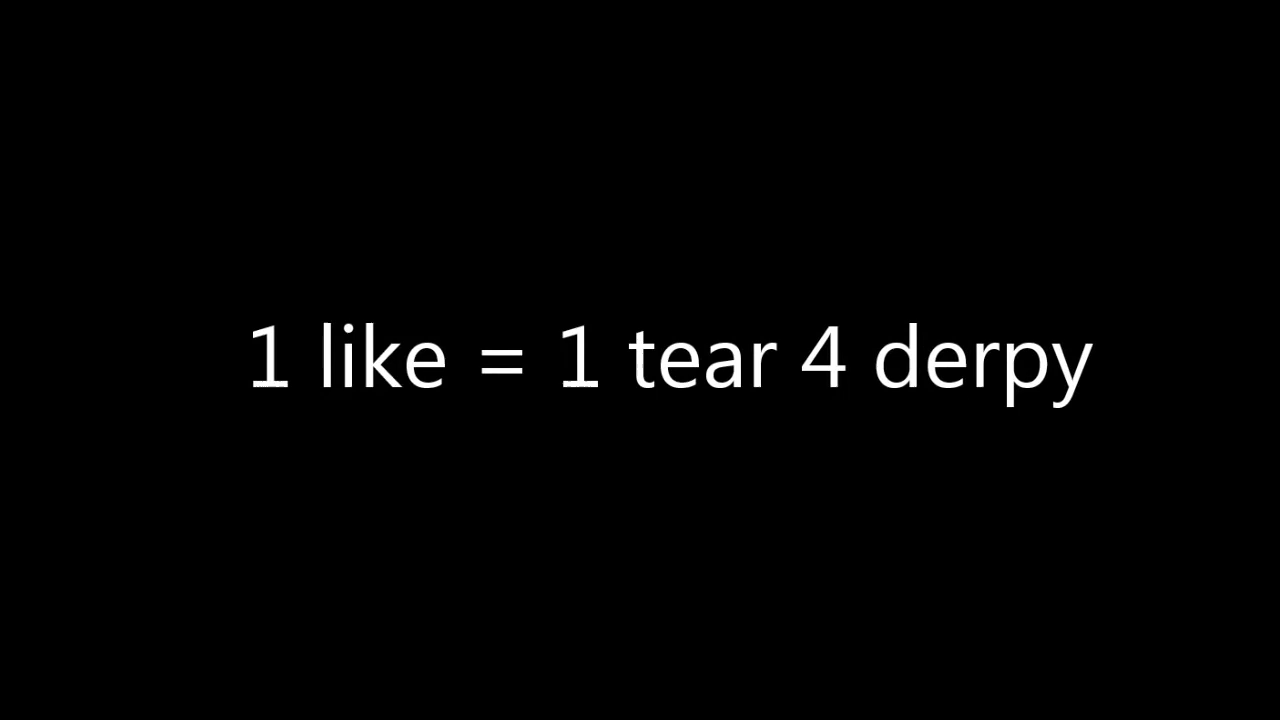 1 like = 1 tear 4 derpy